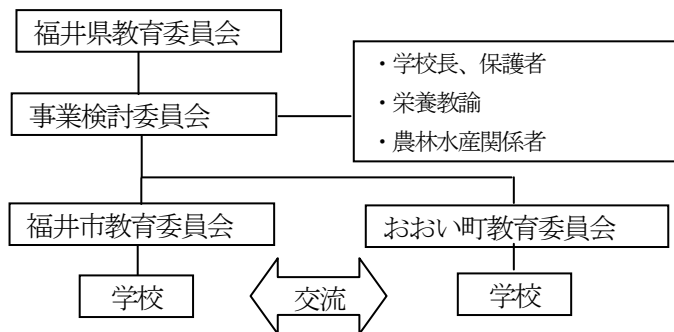 福井県教育委員会
・学校長、保護者
・栄養教諭
・農林水産関係者
事業検討委員会
福井市教育委員会
おおい町教育委員会
学校
交流
学校